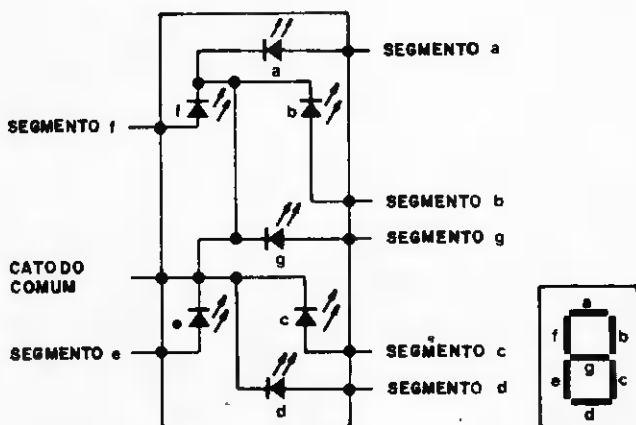 SEGMENTO a
a
f
b
SEGMENTO f
SEGMENTO b
SEGMENTO g
g
CATODO
COMUM
e
c
SEGMENTO e
SEGMENTO c
SEGMENTO d
d
a
f
b
g
e
c
d